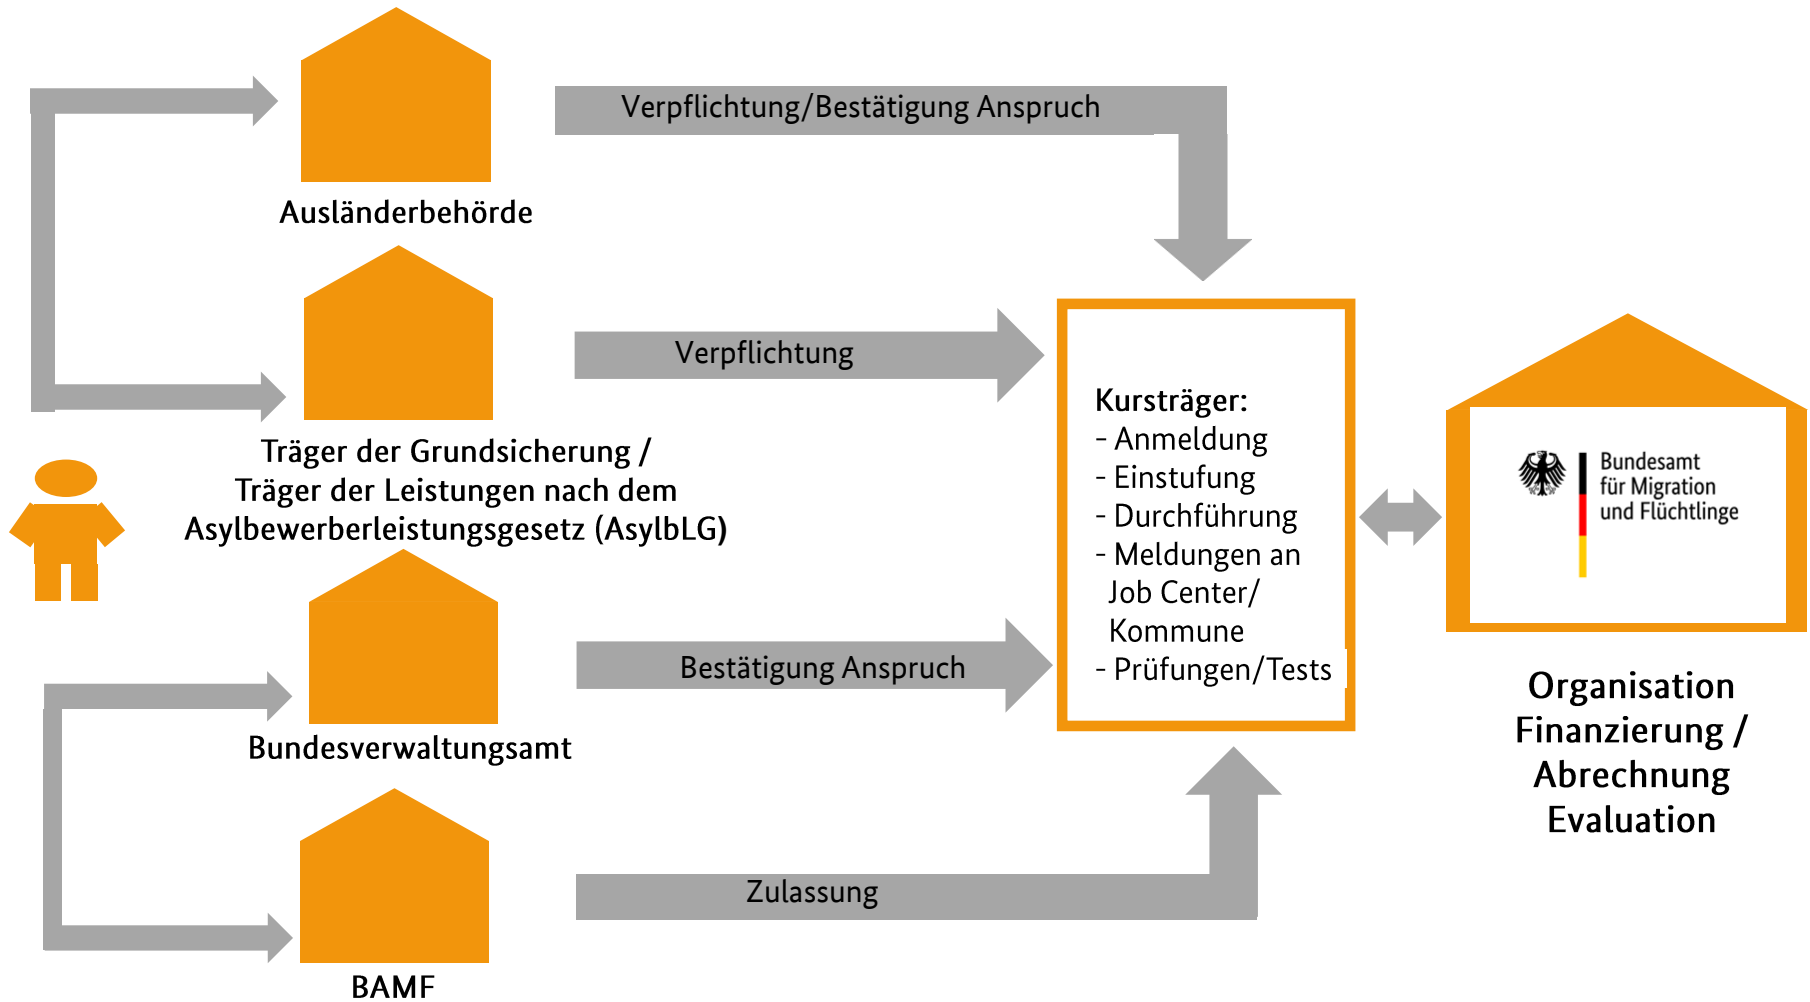 Verpflichtung/Bestätigung Anspruch
Ausländerbehörde
Verpflichtung
Träger der Grundsicherung /
Träger der Leistungen nach dem
Asylbewerberleistungsgesetz (AsylbLG)
Bestätigung Anspruch
Bundesverwaltungsamt
Zulassung
BAMF
Kursträger:
- Anmeldung
- Einstufung
- Durchführung
- Meldungen an
Job Center/
Kommune
- Prüfungen/Tests
Bundesamt
für Migration
und Flüchtlinge
Organisation
Finanzierung /
Abrechnung
Evaluation